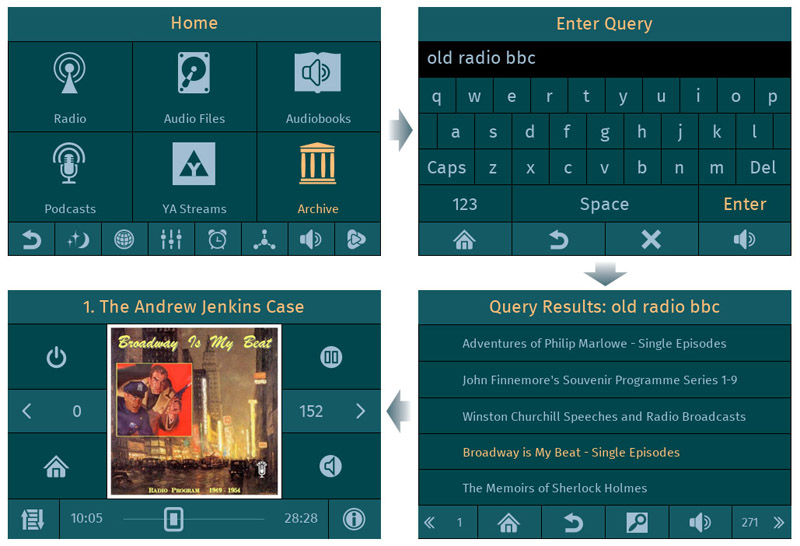 Home
Radio
Audio Files
Audiobooks
Podcasts
Y
YA Streams
Archive
Enter Query
old radio bbc
q w e r t y u i o p
a s d f g h j k l
Caps z x c v b n m Del
123 Space Enter
Query Results: old radio bbc
Adventures of Philip Marlowe - Single Episodes
John Finnemore's Souvenir Programme Series 1-9
Winston Churchill Speeches and Radio Broadcasts
Broadway is My Beat - Single Episodes
The Memoirs of Sherlock Holmes
1 271
1. The Andrew Jenkins Case
Broadway Is My Beat
0 152
Radio Program 1949 - 1954
10:05 28:28